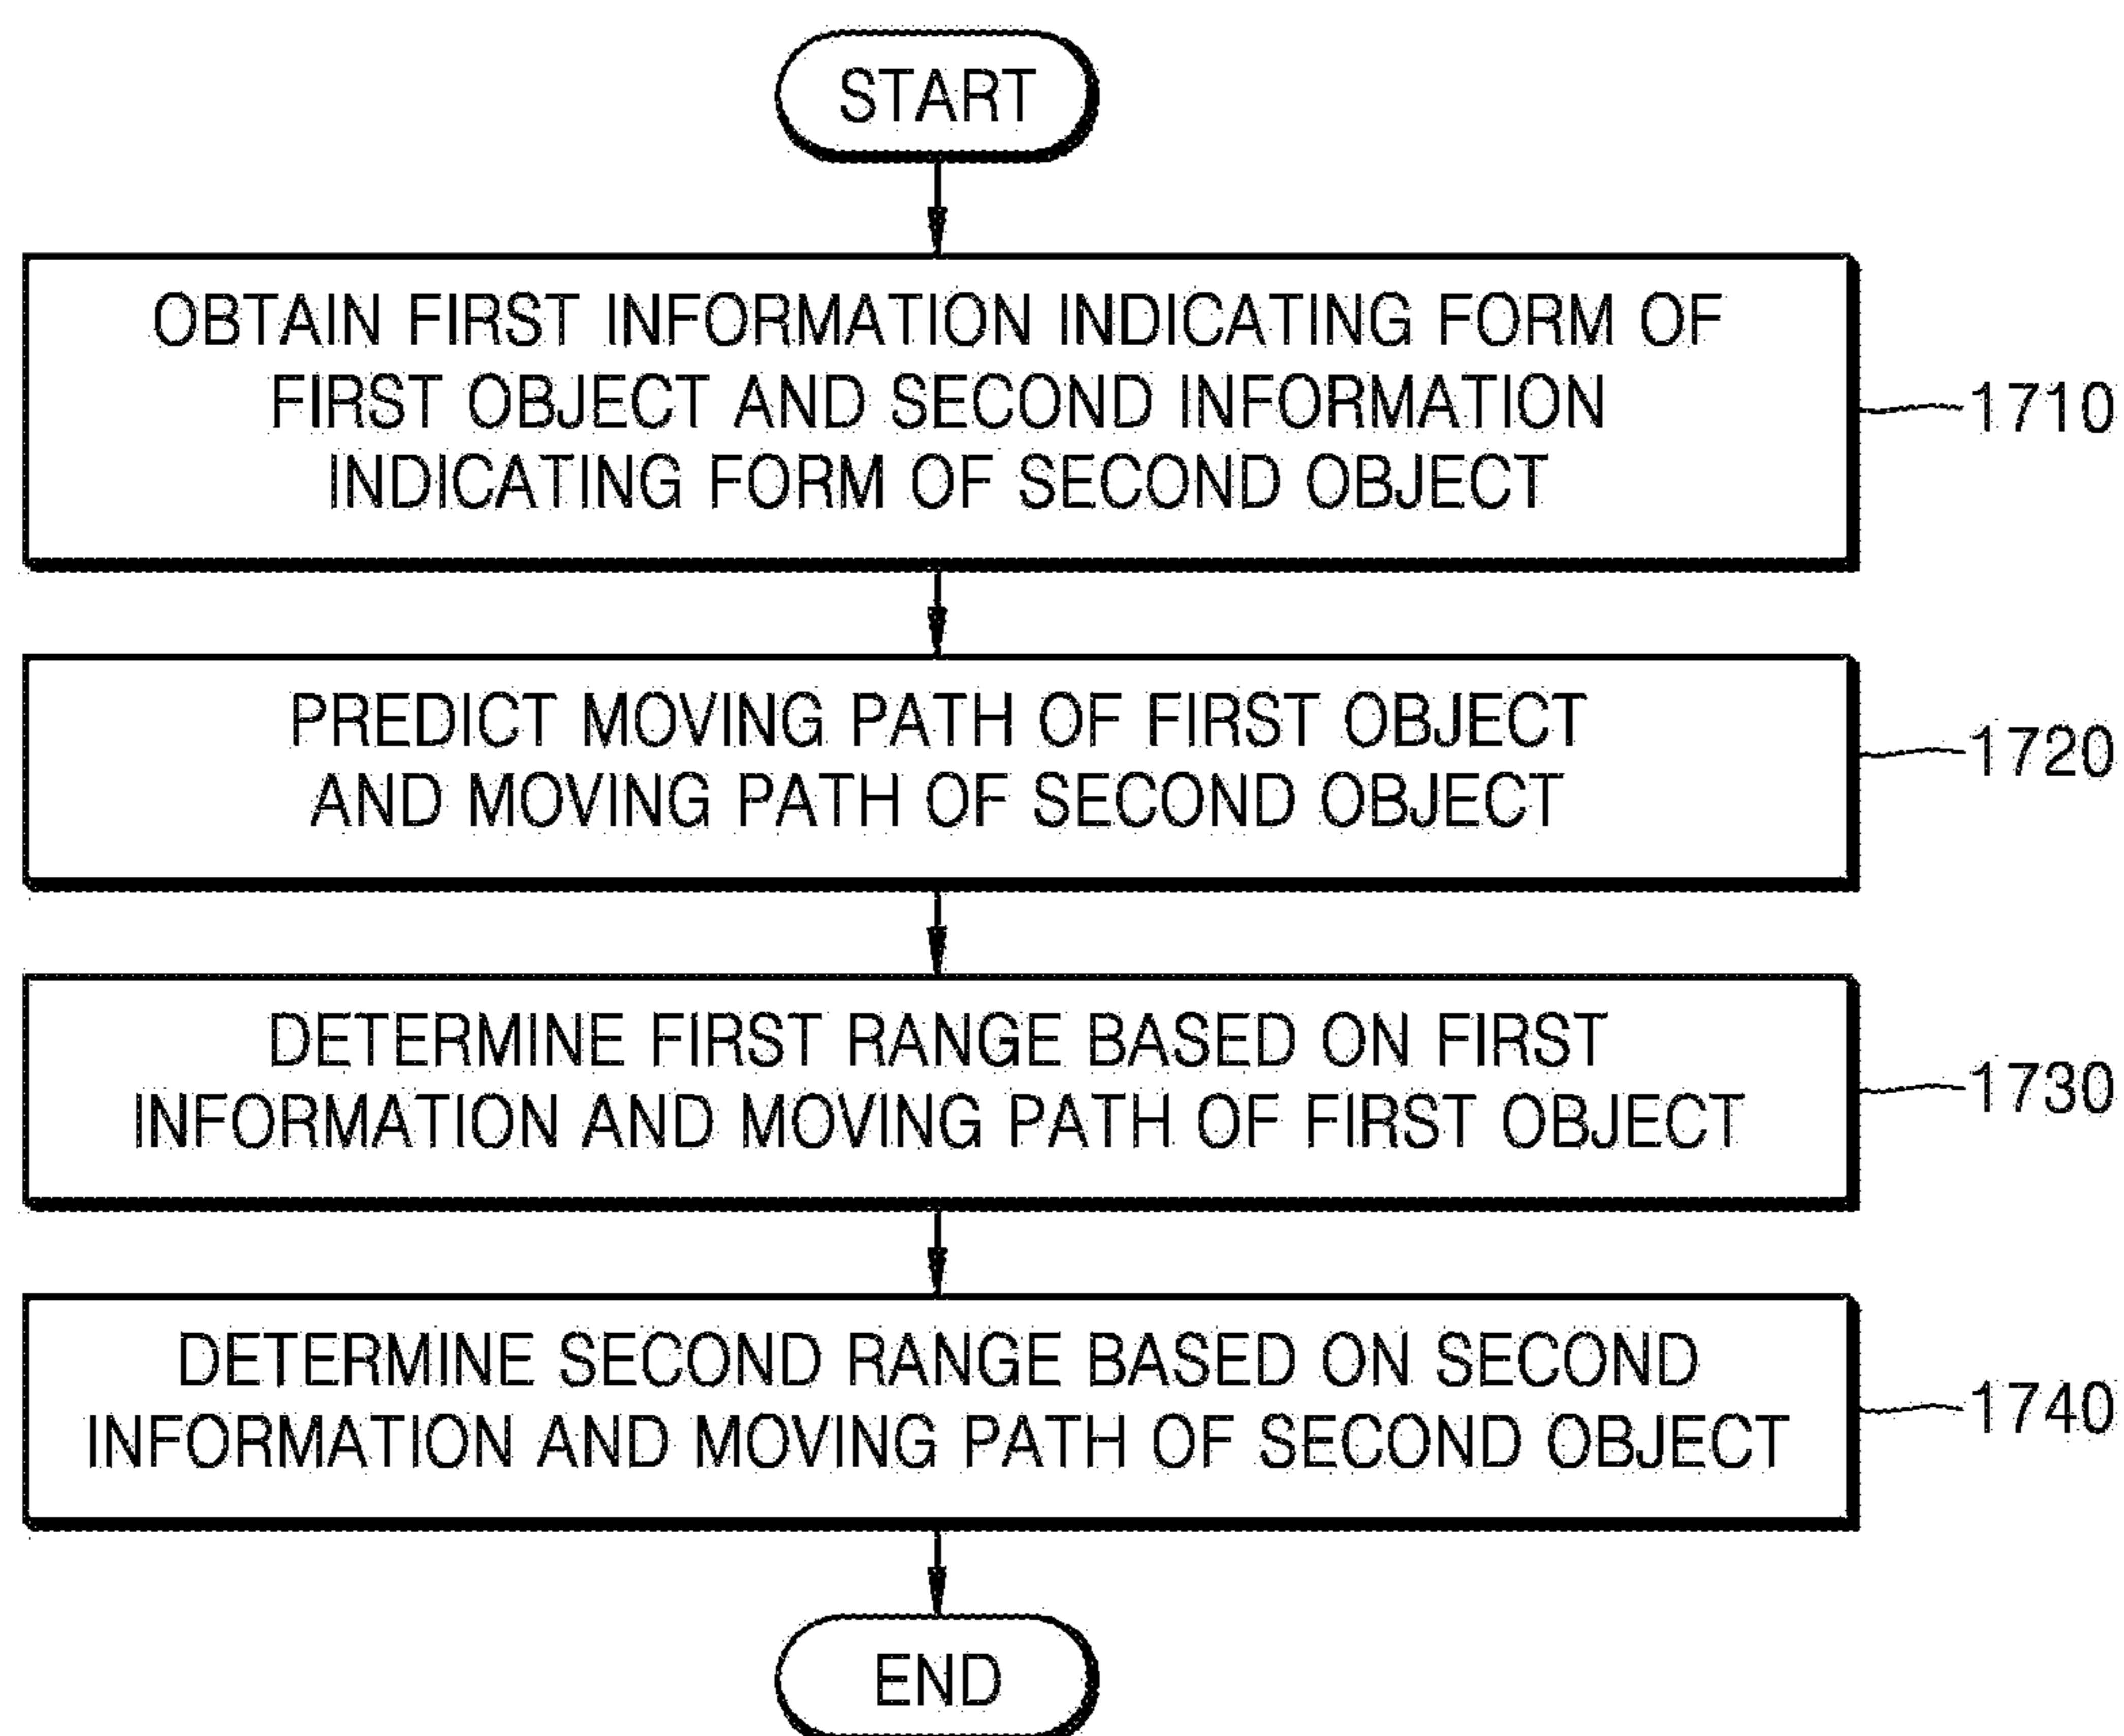 START
OBTAIN FIRST INFORMATION INDICATING FORM OF
FIRST OBJECT AND SECOND INFORMATION
INDICATING FORM OF SECOND OBJECT
1710
PREDICT MOVING PATH OF FIRST OBJECT
AND MOVING PATH OF SECOND OBJECT
1720
DETERMINE FIRST RANGE BASED ON FIRST
INFORMATION AND MOVING PATH OF FIRST OBJECT
1730
DETERMINE SECOND RANGE BASED ON SECOND
INFORMATION AND MOVING PATH OF SECOND OBJECT
1740
END